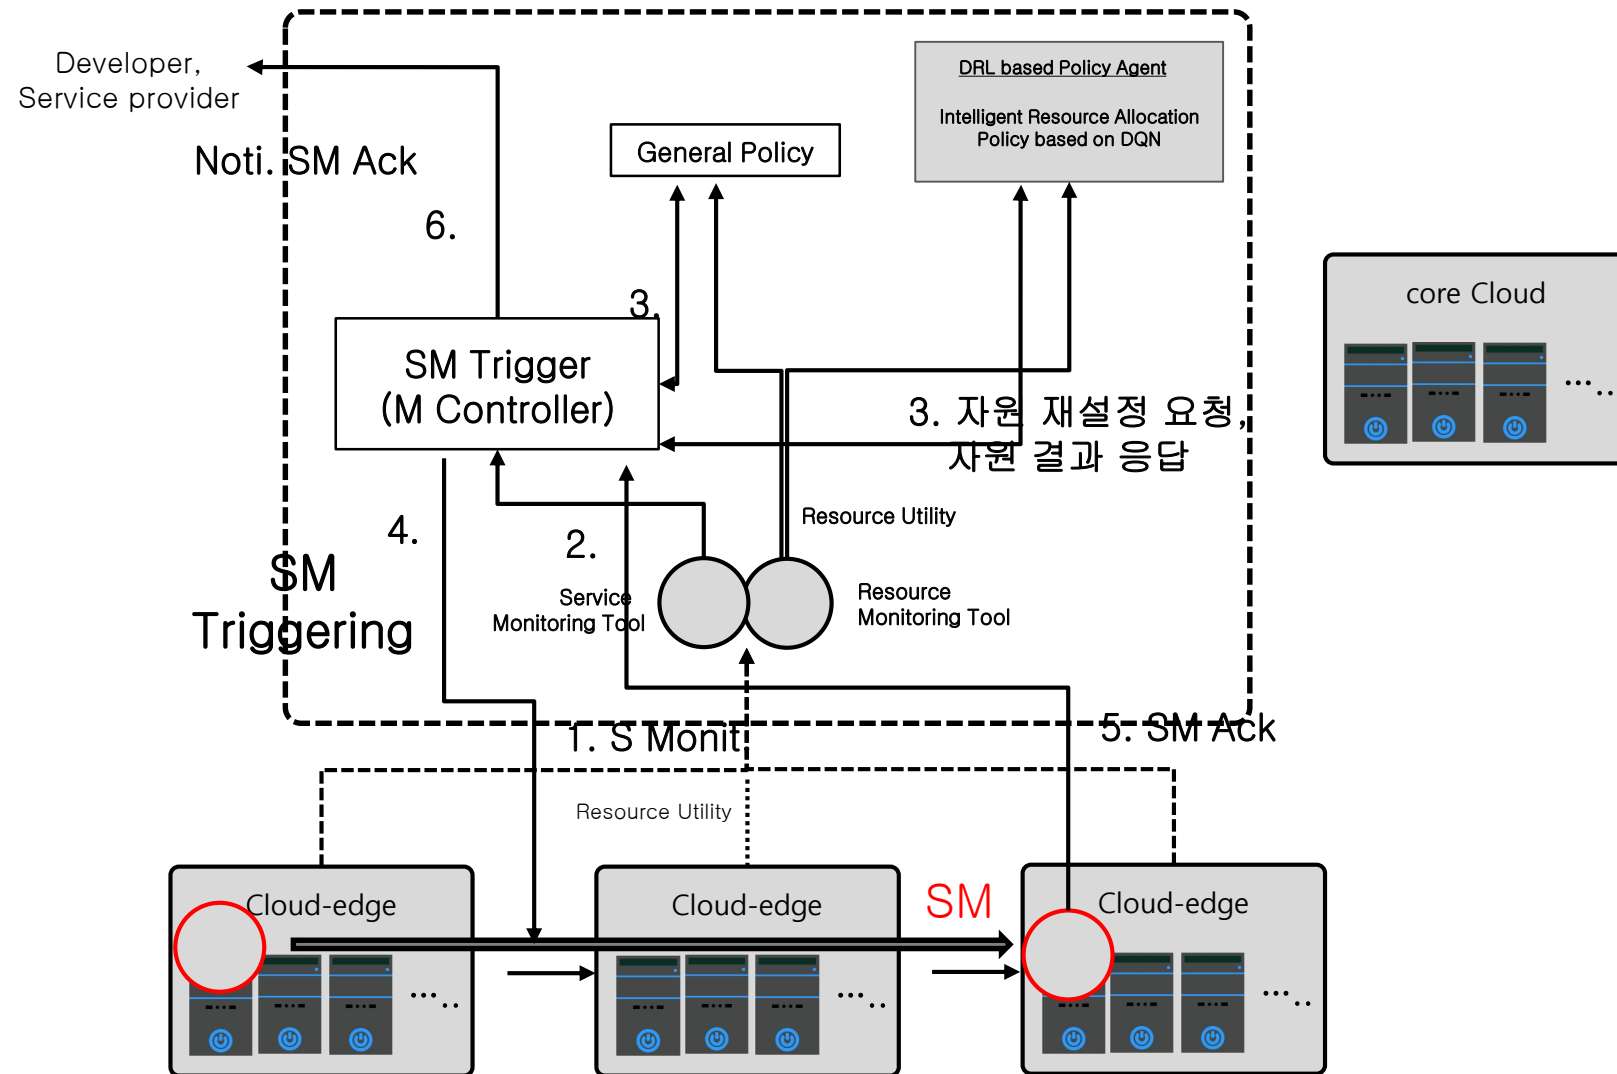 Developer,
Service provider
DRL based Policy Agent
Intelligent Resource Allocation
Policy based on DQN
General Policy
Noti. SM Ack
6.
core Cloud
3.
SM Trigger
(M Controller)
3. 자원 재설정 요청,
자원 결과 응답
Resource Utility
4.
2.
SM
Triggering
Service
Monitoring Tool
Resource
Monitoring Tool
1. S Monit.
5. SM Ack
Resource Utility
Cloud-edge
Cloud-edge
SM
Cloud-edge